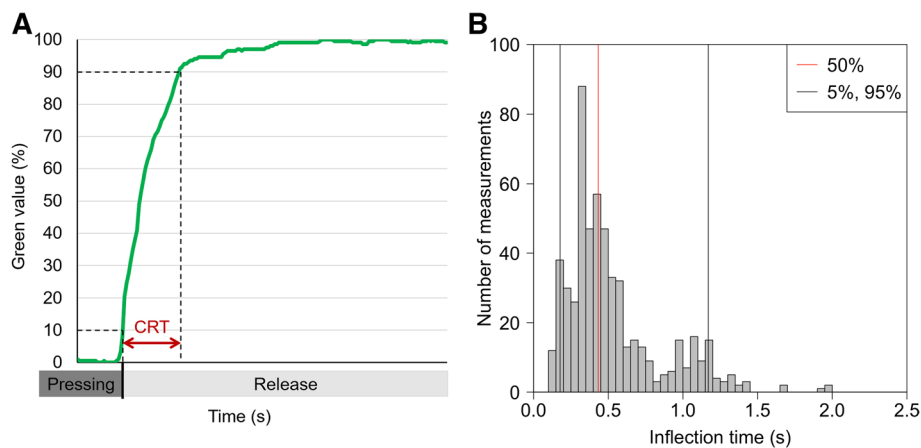 A
Green value (%)
100
90
80
70
60
50
40
30
20
10
0
CRT
Pressing
Release
Time (s)
B
Number of measurements
100
80
60
40
20
0
50%
5%, 95%
0.0 0.5 1.0 1.5 2.0 2.5
Inflection time (s)